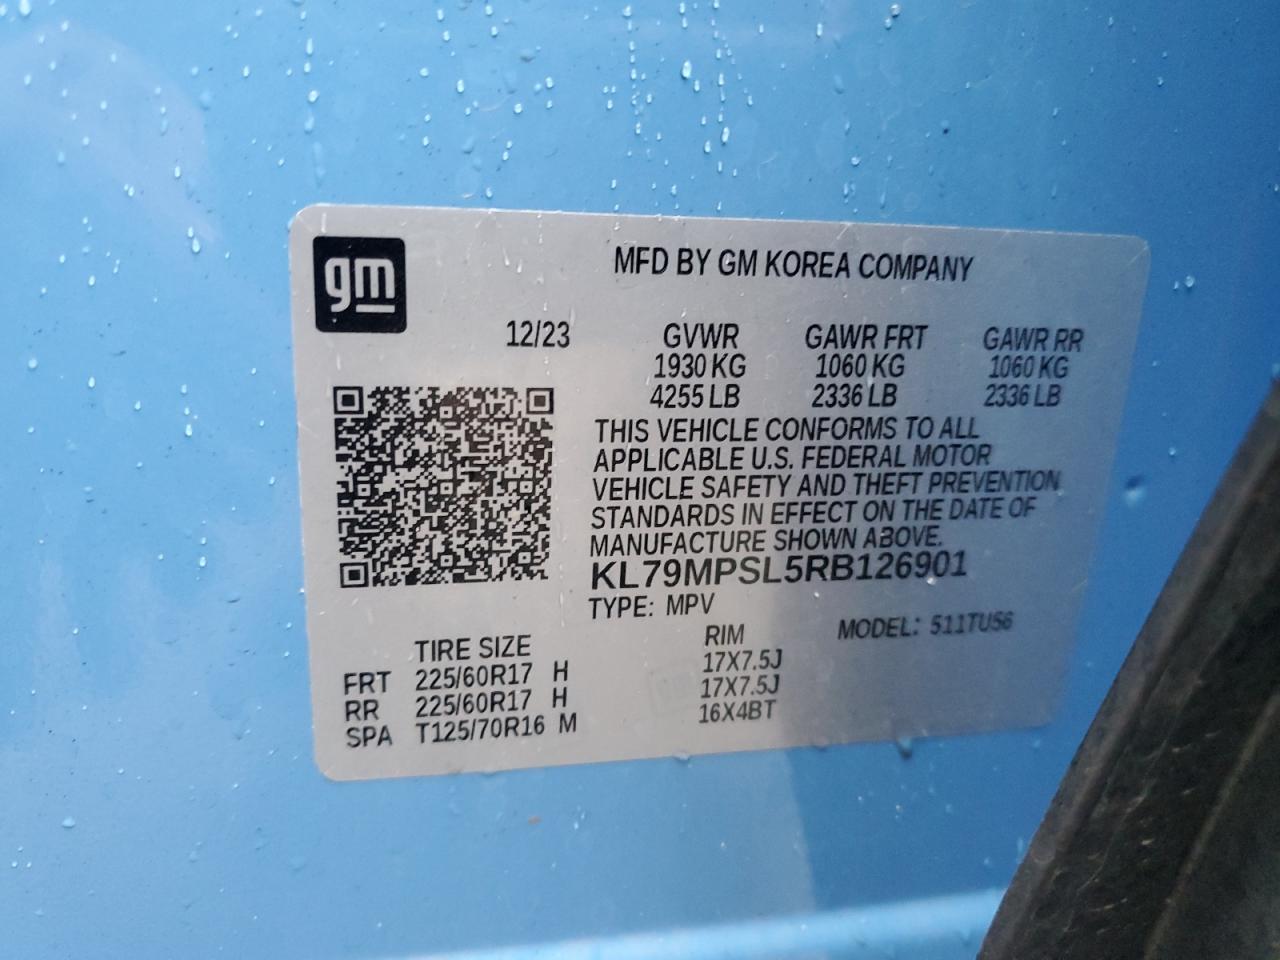 gm
MFD BY GM KOREA COMPANY
12/23 GVWR GAWR FRT GAWR RR
1930 KG 1060 KG 1060 KG
4255 LB 2336 LB 2336 LB
THIS VEHICLE CONFORMS TO ALL
APPLICABLE U.S. FEDERAL MOTOR
VEHICLE SAFETY AND THEFT PREVENTION
STANDARDS IN EFFECT ON THE DATE OF
MANUFACTURE SHOWN ABOVE.
KL79MPSL5RB126901
TYPE: MPV MODEL: 511TU56
TIRE SIZE RIM
FRT 225/60R17 H 17X7.5J
RR 225/60R17 H 17X7.5J
SPA T125/70R16 M 16X4BT